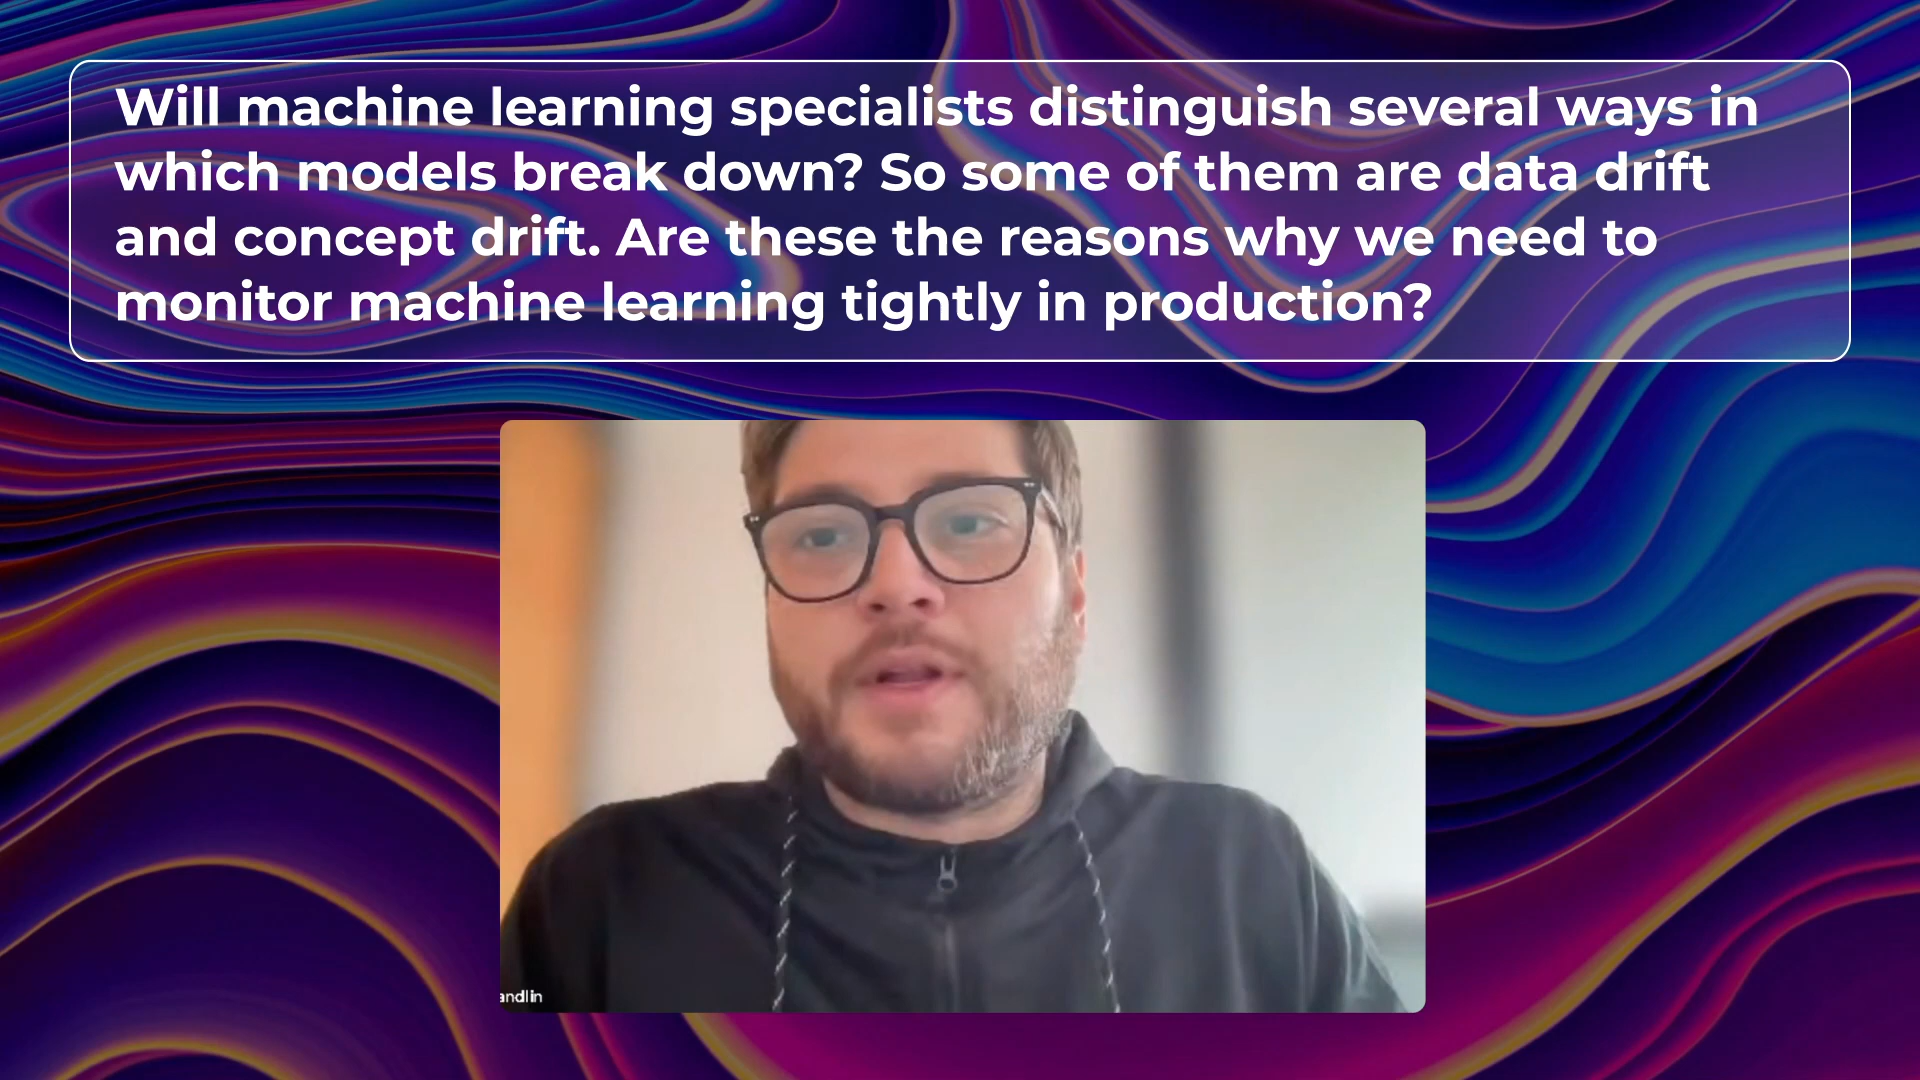 Will machine learning specialists distinguish several ways in
which models break down? So some of them are data drift
and concept drift. Are these the reasons why we need to
monitor machine learning tightly in production?
andlin